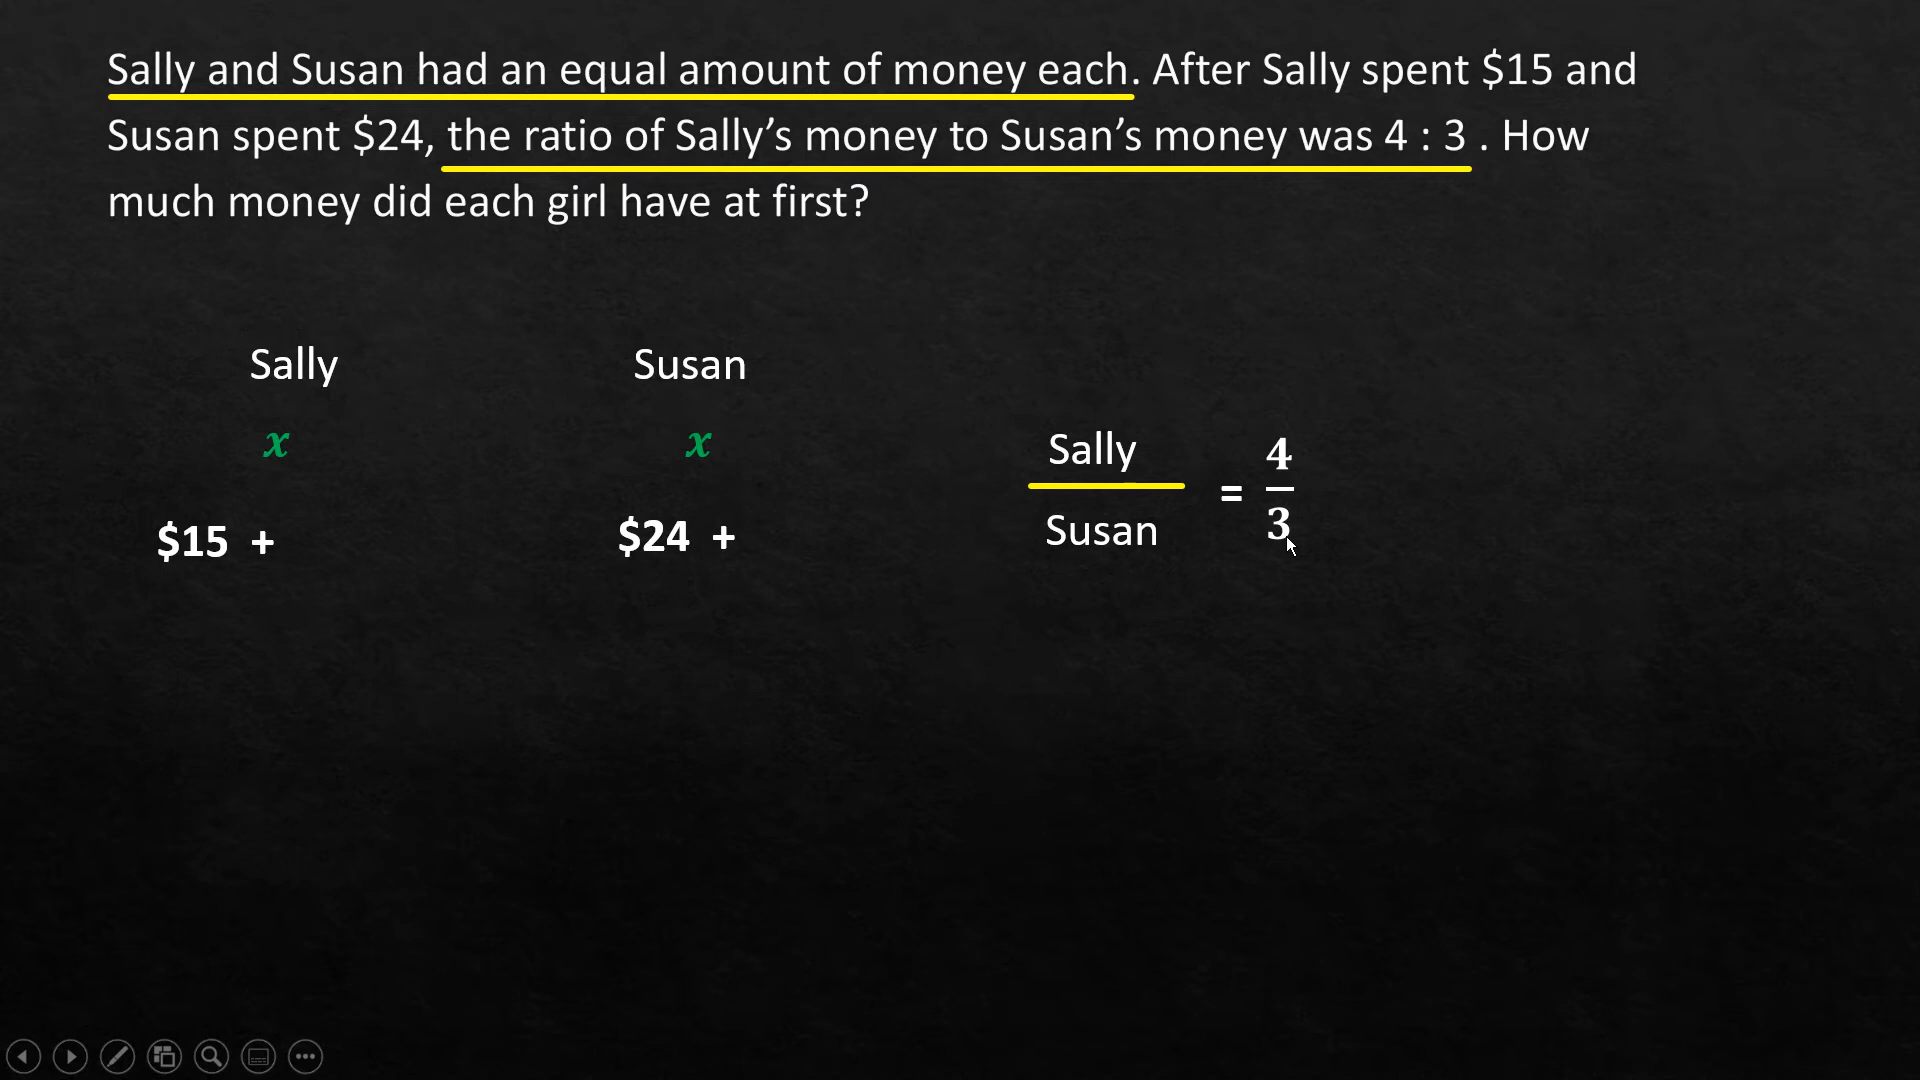 Sally and Susan had an equal amount of money each. After Sally spent $15 and
Susan spent $24, the ratio of Sally’s money to Susan’s money was 4 : 3 . How
much money did each girl have at first?
Sally
Susan
x
x
$15 +
$24 +
Sally
Susan
=
4
3